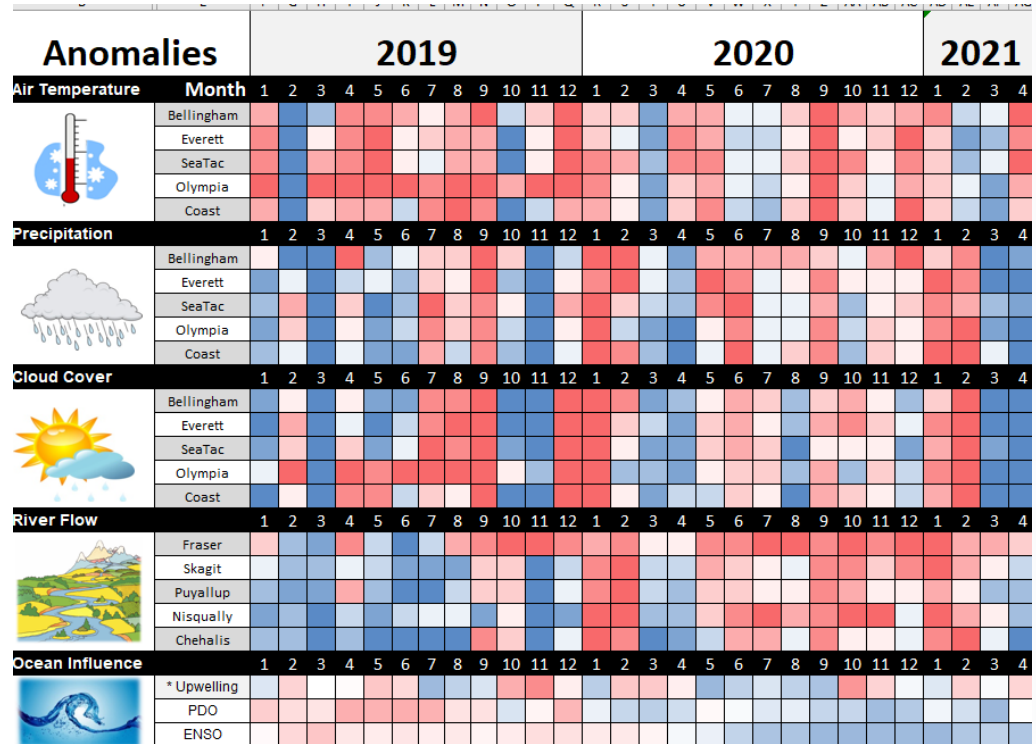 Anomalies 2019 2020 2021
Air Temperature Month 1 2 3 4 5 6 7 8 9 10 11 12 1 2 3 4 5 6 7 8 9 10 11 12 1 2 3 4
Bellingham
Everett
SeaTac
Olympia
Coast
Precipitation 1 2 3 4 5 6 7 8 9 10 11 12 1 2 3 4 5 6 7 8 9 10 11 12 1 2 3 4
Bellingham
Everett
SeaTac
Olympia
Coast
Cloud Cover 1 2 3 4 5 6 7 8 9 10 11 12 1 2 3 4 5 6 7 8 9 10 11 12 1 2 3 4
Bellingham
Everett
SeaTac
Olympia
Coast
River Flow 1 2 3 4 5 6 7 8 9 10 11 12 1 2 3 4 5 6 7 8 9 10 11 12 1 2 3 4
Fraser
Skagit
Puyallup
Nisqually
Chehalis
Ocean Influence 1 2 3 4 5 6 7 8 9 10 11 12 1 2 3 4 5 6 7 8 9 10 11 12 1 2 3 4
* Upwelling
PDO
ENSO